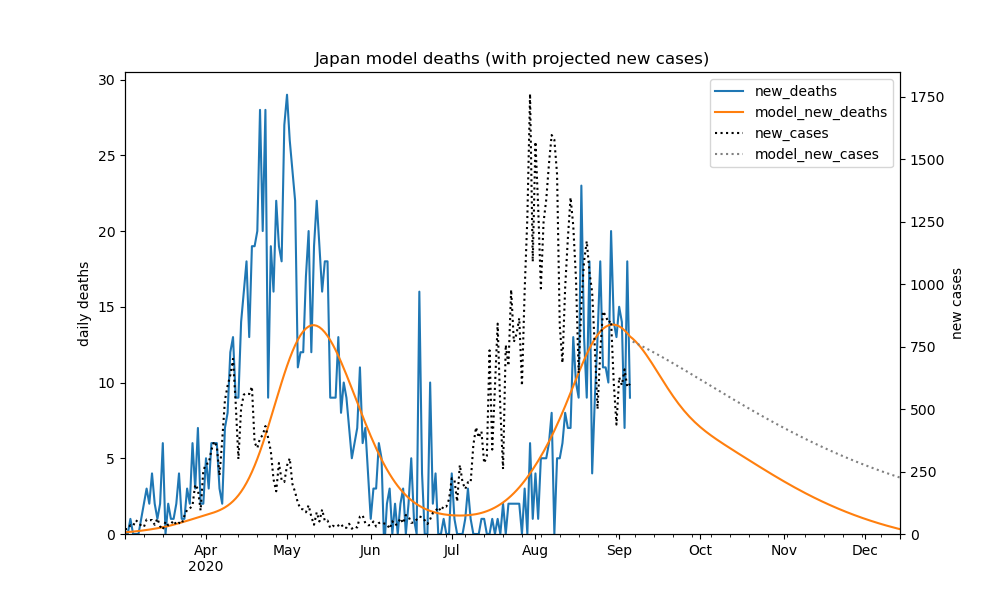 Japan model deaths (with projected new cases)
new_deaths
model_new_deaths
new_cases
model_new_cases
30
25
20
15
10
5
0
daily deaths
1750
1500
1250
1000
750
500
250
0
new cases
Apr
2020
May
Jun
Jul
Aug
Sep
Oct
Nov
Dec